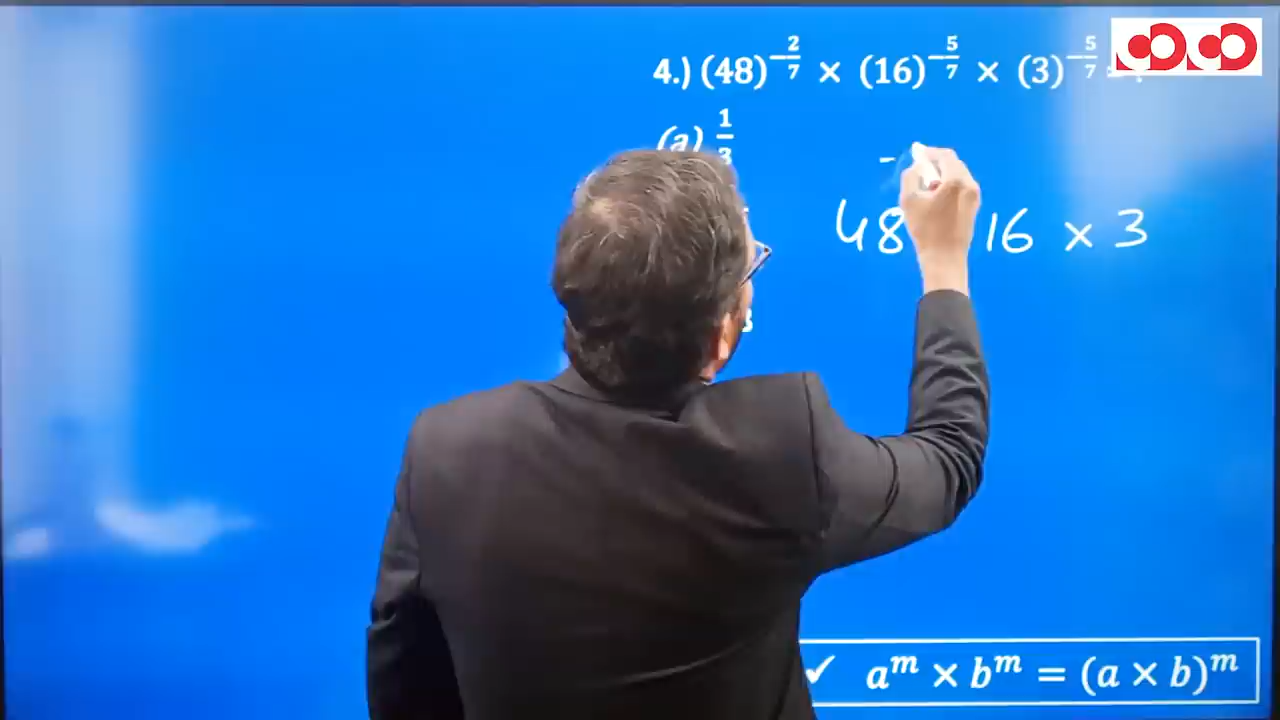 4.) (48)^{-2/7} × (16)^{-5/7} × (3)^{-5/7}
(a) 1/3
-
48 16 × 3
✓ a^m × b^m = (a × b)^m